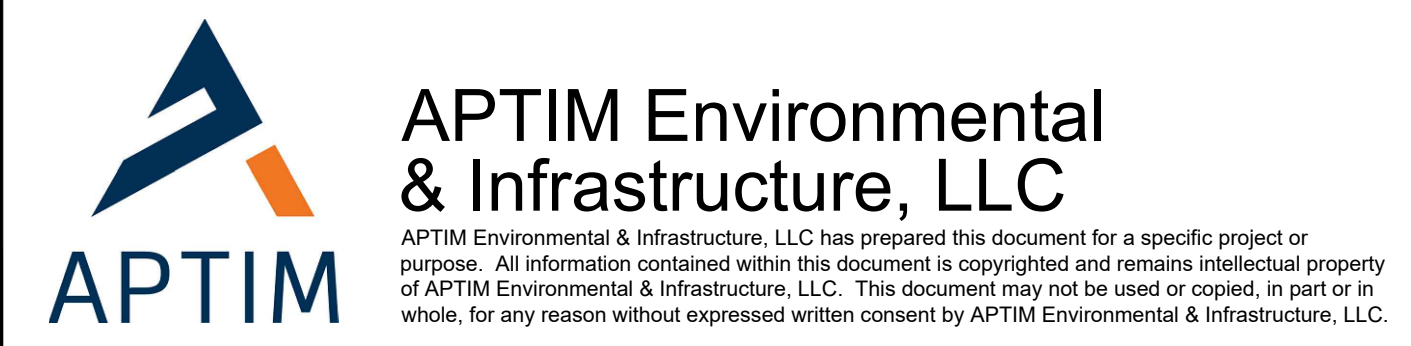 APTIM
APTIM Environmental
& Infrastructure, LLC
APTIM Environmental & Infrastructure, LLC has prepared this document for a specific project or
purpose.  All information contained within this document is copyrighted and remains intellectual property
of APTIM Environmental & Infrastructure, LLC.  This document may not be used or copied, in part or in
whole, for any reason without expressed written consent by APTIM Environmental & Infrastructure, LLC.